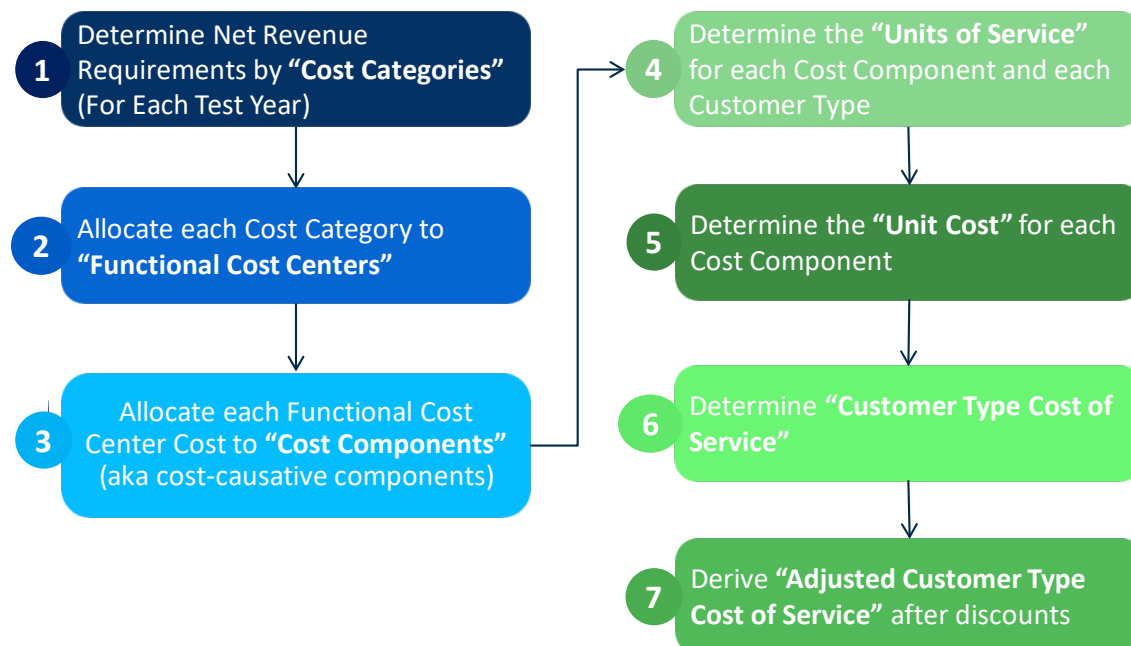 1
Determine Net Revenue
Requirements by “Cost Categories”
(For Each Test Year)
2
Allocate each Cost Category to
“Functional Cost Centers”
3
Allocate each Functional Cost
Center Cost to “Cost Components”
(aka cost-causative components)
4
Determine the “Units of Service”
for each Cost Component and each
Customer Type
5
Determine the “Unit Cost” for each
Cost Component
6
Determine “Customer Type Cost of
Service”
7
Derive “Adjusted Customer Type
Cost of Service” after discounts